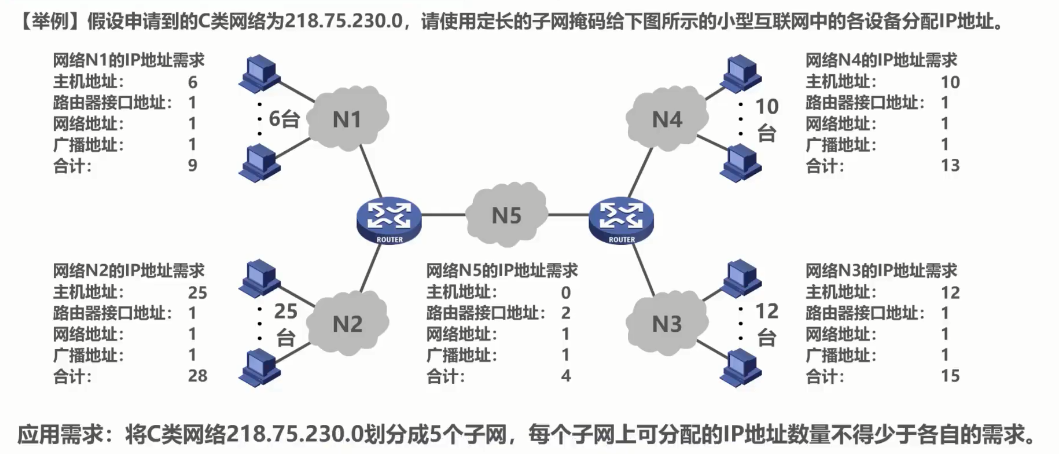 【举例】假设申请到的C类网络为218.75.230.0，请使用定长的子网掩码给下图所示的小型互联网中的各设备分配IP地址。
网络N1的IP地址需求
主机地址： 6
路由器接口地址： 1
网络地址： 1
广播地址： 1
合计： 9
6台
N1
N4
10
台
网络N4的IP地址需求
主机地址： 10
路由器接口地址： 1
网络地址： 1
广播地址： 1
合计： 13
ROUTER
N5
ROUTER
网络N2的IP地址需求
主机地址： 25
路由器接口地址： 1
网络地址： 1
广播地址： 1
合计： 28
25
台
N2
网络N5的IP地址需求
主机地址： 0
路由器接口地址： 2
网络地址： 1
广播地址： 1
合计： 4
N3
12
台
网络N3的IP地址需求
主机地址： 12
路由器接口地址： 1
网络地址： 1
广播地址： 1
合计： 15
应用需求：将C类网络218.75.230.0划分成5个子网，每个子网上可分配的IP地址数量不得少于各自的需求。